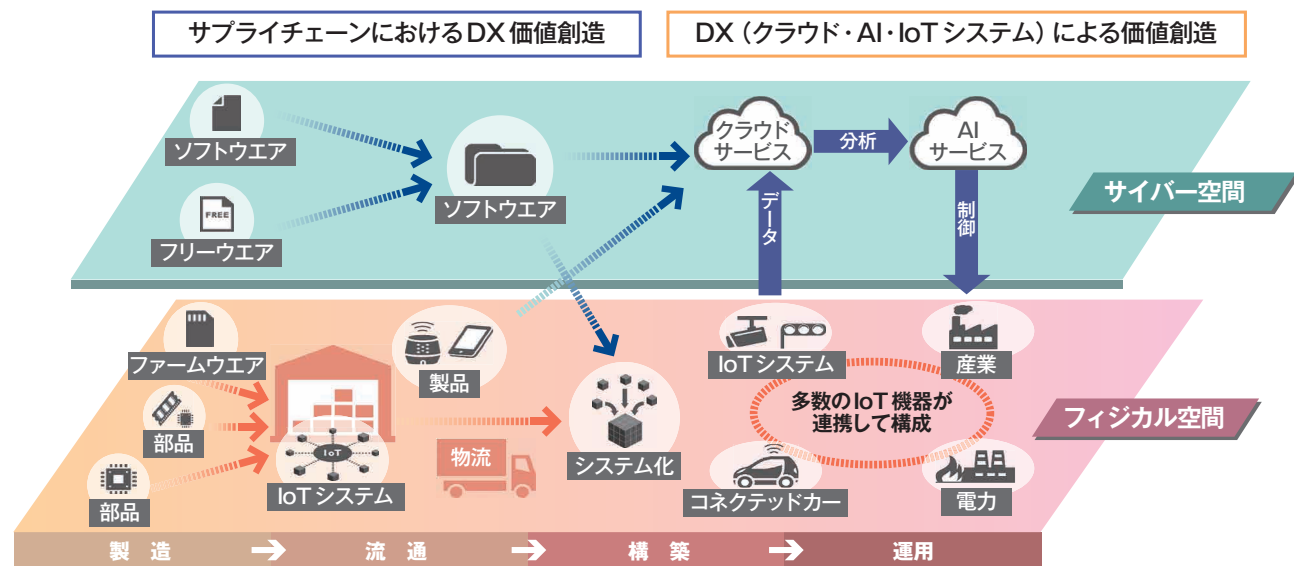 サプライチェーンにおけるDX価値創造
DX（クラウド・AI・IoTシステム）による価値創造
ソフトウエア
FREE
フリーウエア
ソフトウエア
クラウド
サービス
分析
AI
サービス
データ
制御
サイバー空間
ファームウエア
部品
部品
IoT
IoTシステム
製品
物流
システム化
IoTシステム
産業
多数のIoT機器が
連携して構成
コネクテッドカー
電力
フィジカル空間
製造
流通
構築
運用